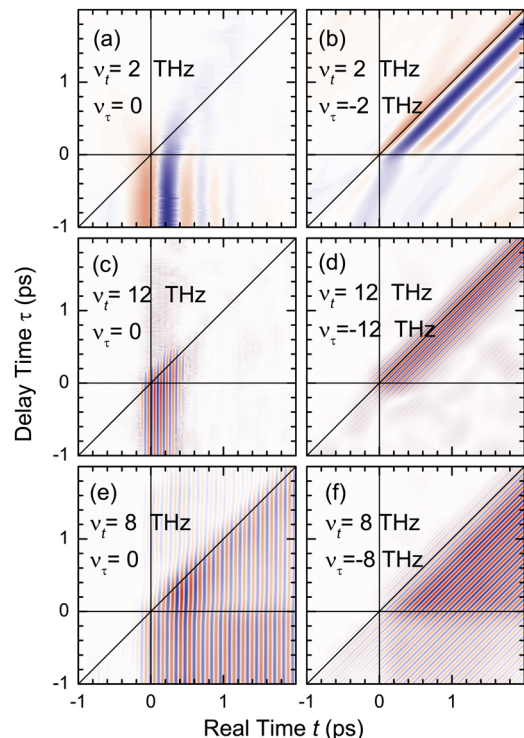 (a)
ν_t= 2 THz
ν_τ= 0
(b)
ν_t= 2 THz
ν_τ=-2 THz
(c)
ν_t= 12 THz
ν_τ= 0
(d)
ν_t= 12 THz
ν_τ=-12 THz
(e)
ν_t= 8 THz
ν_τ= 0
(f)
ν_t= 8 THz
ν_τ=-8 THz
1
0
-1
1
0
-1
1
0
-1
-1 0 1 -1 0 1
Delay Time τ (ps)
Real Time t (ps)